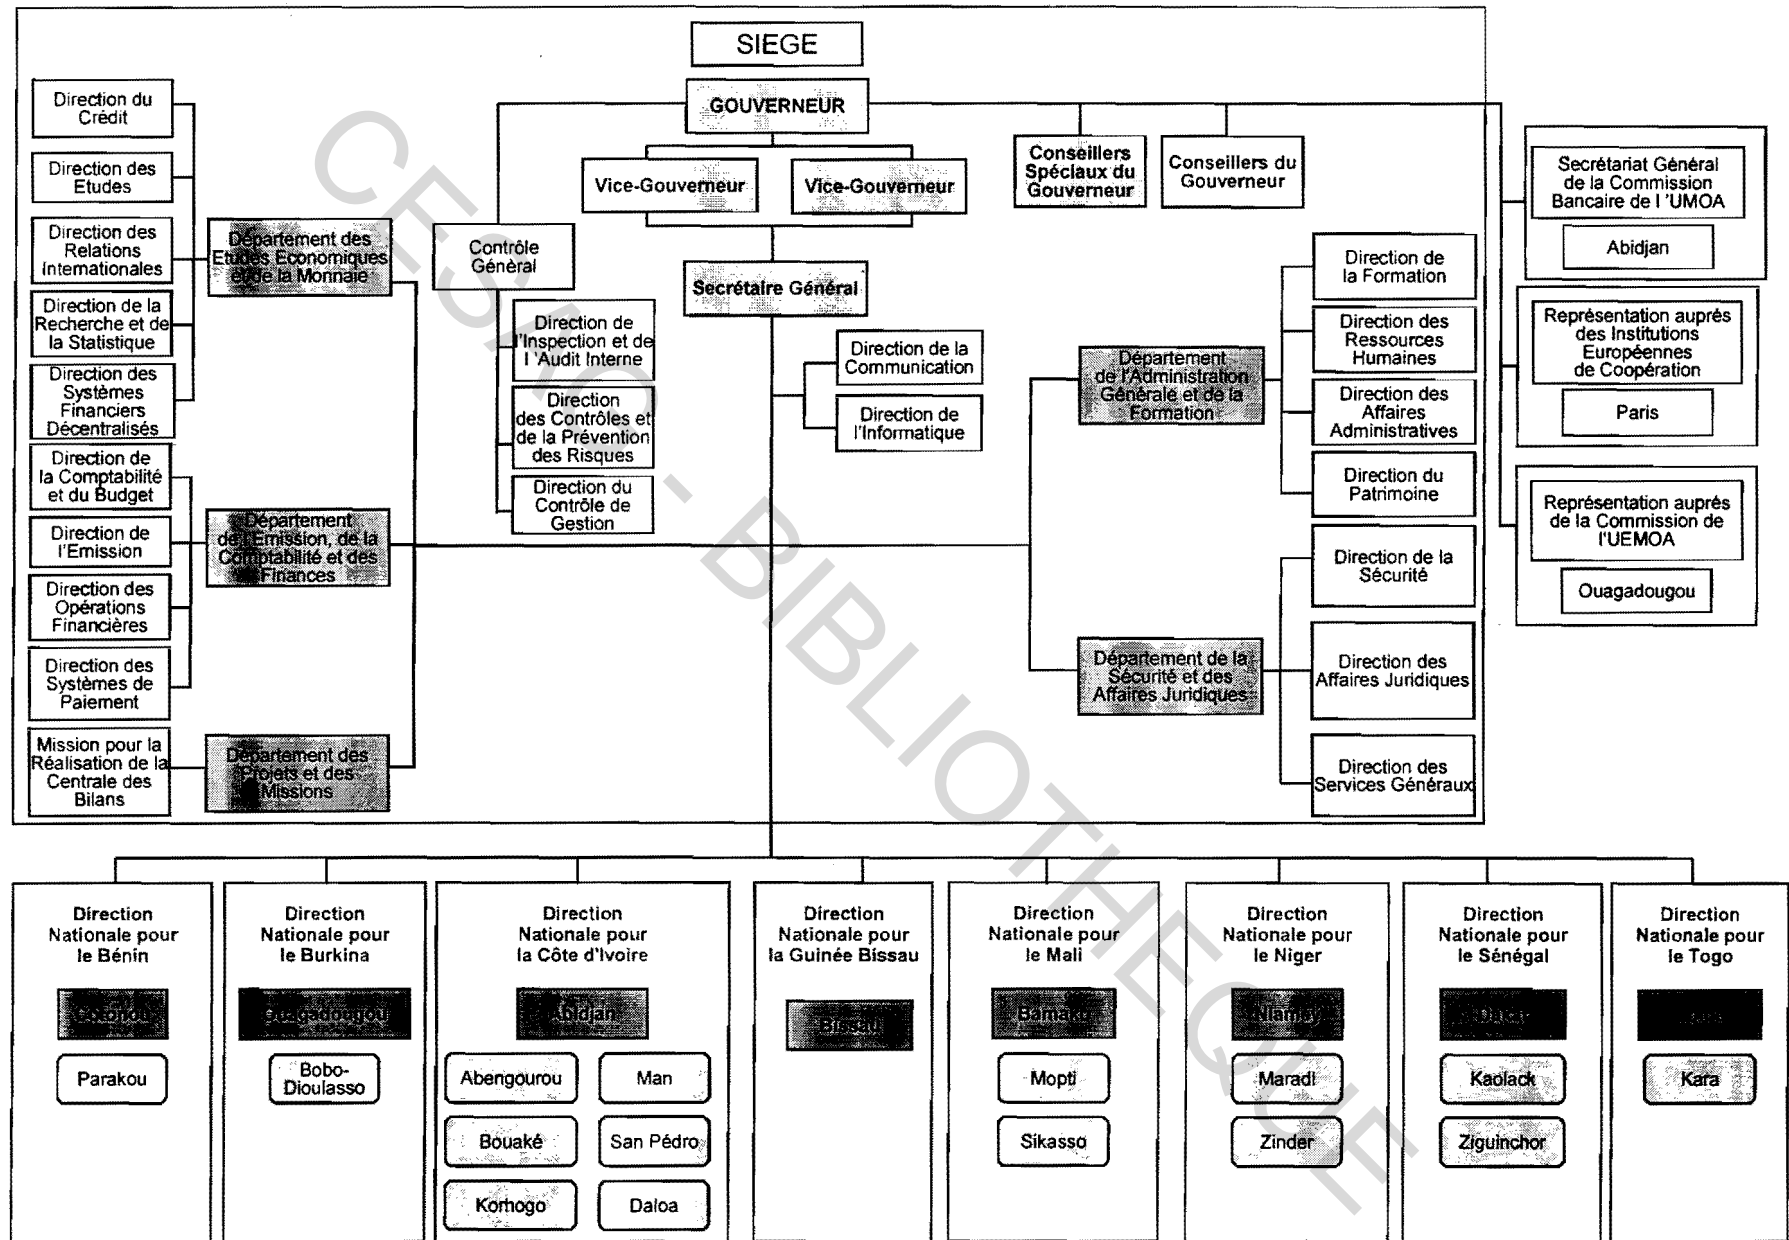 SIEGE
GOUVERNEUR
Vice-Gouverneur
Vice-Gouverneur
Conseillers
Spéciaux du
Gouverneur
Conseillers du
Gouverneur
Secrétaire Général
Contrôle
Général
Direction de
l'Inspection et de
l 'Audit Interne
Direction
des Contrôles et
de la Prévention
des Risques
Direction du
Contrôle de
Gestion
Direction de la
Communication
Direction de
l'Informatique
Direction du
Crédit
Direction des
Etudes
Direction des
Relations
Internationales
Direction de la
Recherche et de
la Statistique
Direction des
Systèmes
Financiers
Décentralisés
Département des
Etudes Economiques
et de la Monnaie
Direction de
la Comptabilité
et du Budget
Direction de
l'Emission
Direction des
Opérations
Financières
Direction des
Systèmes de
Paiement
Département
de l'Emission, de la
Comptabilité et des
Finances
Mission pour la
Réalisation de la
Centrale des
Bilans
Département des
Projets et des
Missions
Département
de l'Administration
Générale et de la
Formation
Direction de
la Formation
Direction des
Ressources
Humaines
Direction des
Affaires
Administratives
Direction du
Patrimoine
Département de la
Sécurité et des
Affaires Juridiques
Direction de la
Sécurité
Direction des
Affaires Juridiques
Direction des
Services Généraux
Secrétariat Général
de la Commission
Bancaire de l 'UMOA
Abidjan
Représentation auprés
des Institutions
Européennes
de Coopération
Paris
Représentation auprés
de la Commission de
l'UEMOA
Ouagadougou
Direction
Nationale pour
le Bénin
Cotonou
Parakou
Direction
Nationale pour
le Burkina
Ouagadougou
Bobo-
Dioulasso
Direction
Nationale pour
la Côte d'Ivoire
Abidjan
Abengourou
Man
Bouaké
San Pédro
Korhogo
Daloa
Direction
Nationale pour
la Guinée Bissau
Bissau
Direction
Nationale pour
le Mali
Bamako
Mopti
Sikasso
Direction
Nationale pour
le Niger
Niamey
Maradi
Zinder
Direction
Nationale pour
le Sénégal
Dakar
Kaolack
Ziguinchor
Direction
Nationale pour
le Togo
Kara
CESAG - BIBLIOTHEQUE